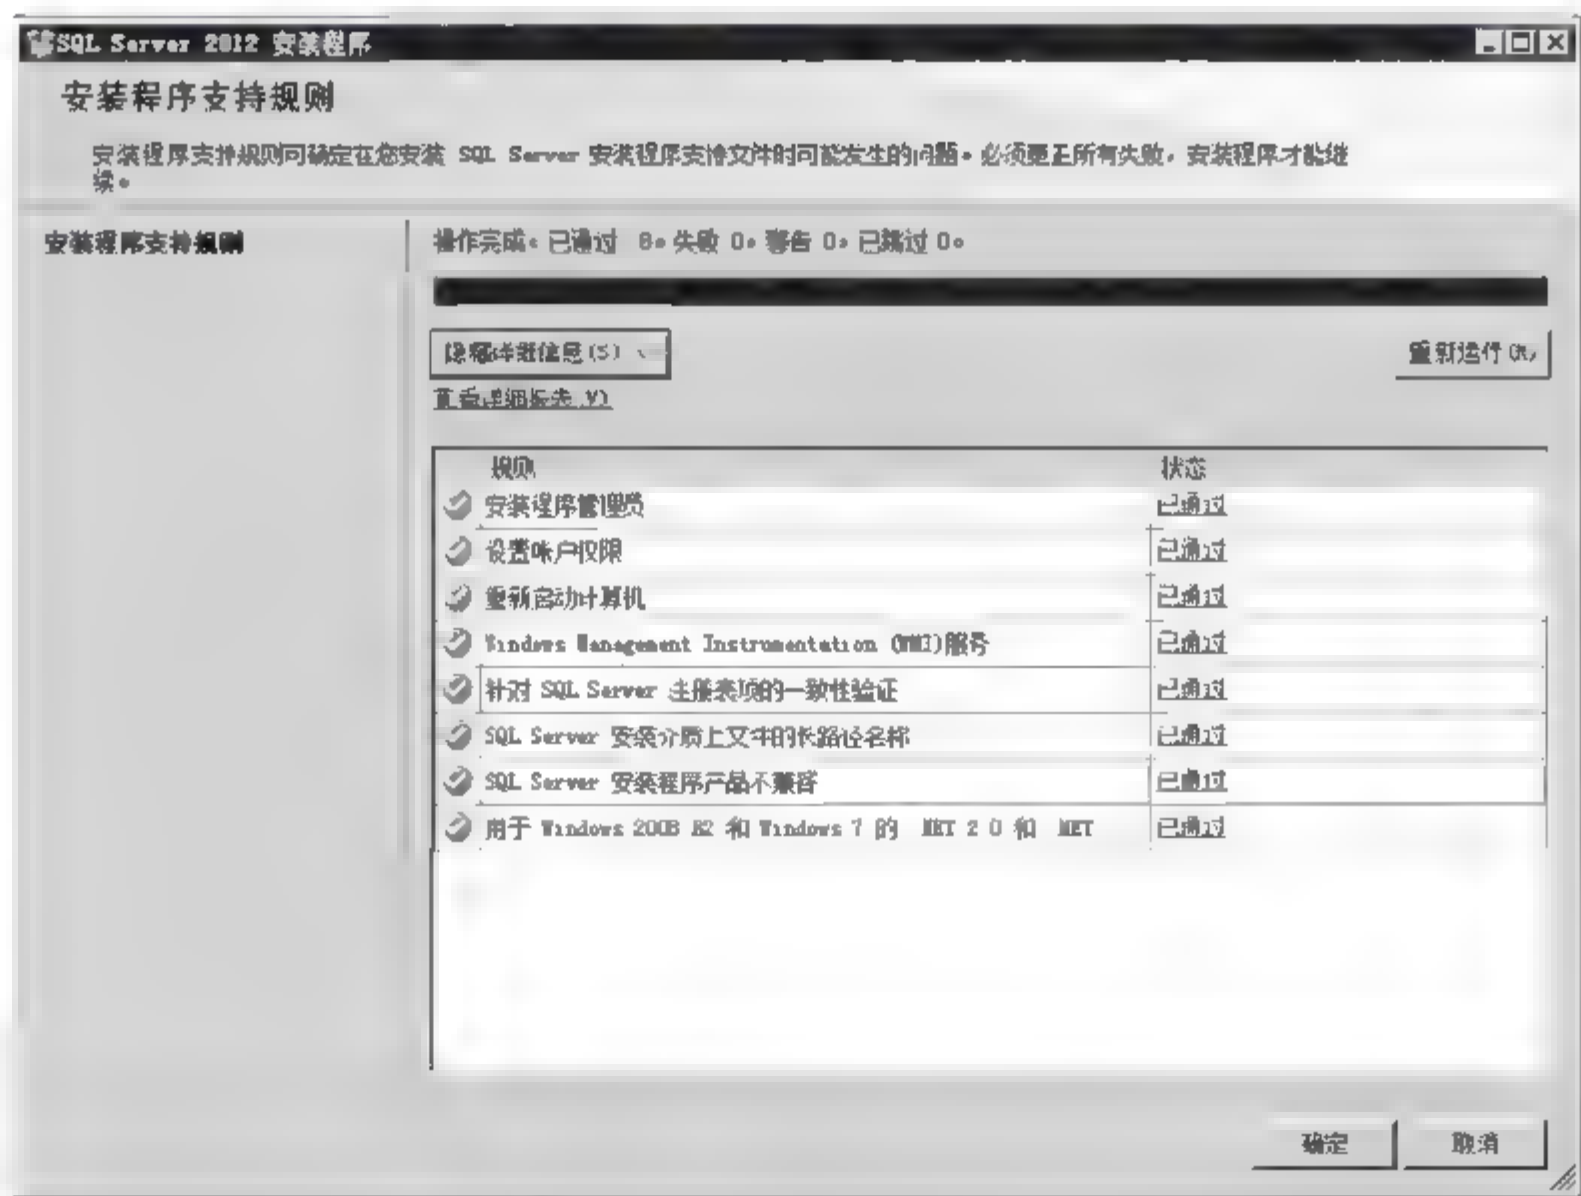 SQL Server 2012 安装程序
安装程序支持规则
安装程序支持规则可确定在您安装 SQL Server 安装程序支持文件时可能发生的问题。必须更正所有失败，安装程序才能继
续。
安装程序支持规则
操作完成。已通过 8。失败 0。警告 0。已跳过 0。
隐藏详细信息(S)
重新运行(R)
查看详细报表(V)
规则 状态
安装程序管理员 已通过
设置帐户权限 已通过
重新启动计算机 已通过
Windows Management Instrumentation (WMI)服务 已通过
针对 SQL Server 注册表项的一致性验证 已通过
SQL Server 安装介质上文件的长路径名称 已通过
SQL Server 安装程序产品不兼容 已通过
用于 Windows 2008 R2 和 Windows 7 的 .NET 2.0 和 .NET 已通过
确定 取消